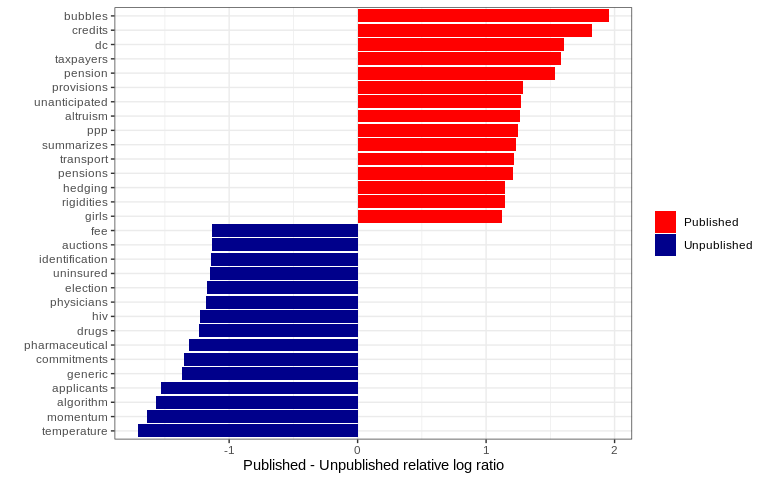 bubbles
credits
dc
taxpayers
pension
provisions
unanticipated
altruism
ppp
summarizes
transport
pensions
hedging
rigidities
girls
fee
auctions
identification
uninsured
election
physicians
hiv
drugs
pharmaceutical
commitments
generic
applicants
algorithm
momentum
temperature
-1 0 1 2
Published - Unpublished relative log ratio
Published
Unpublished